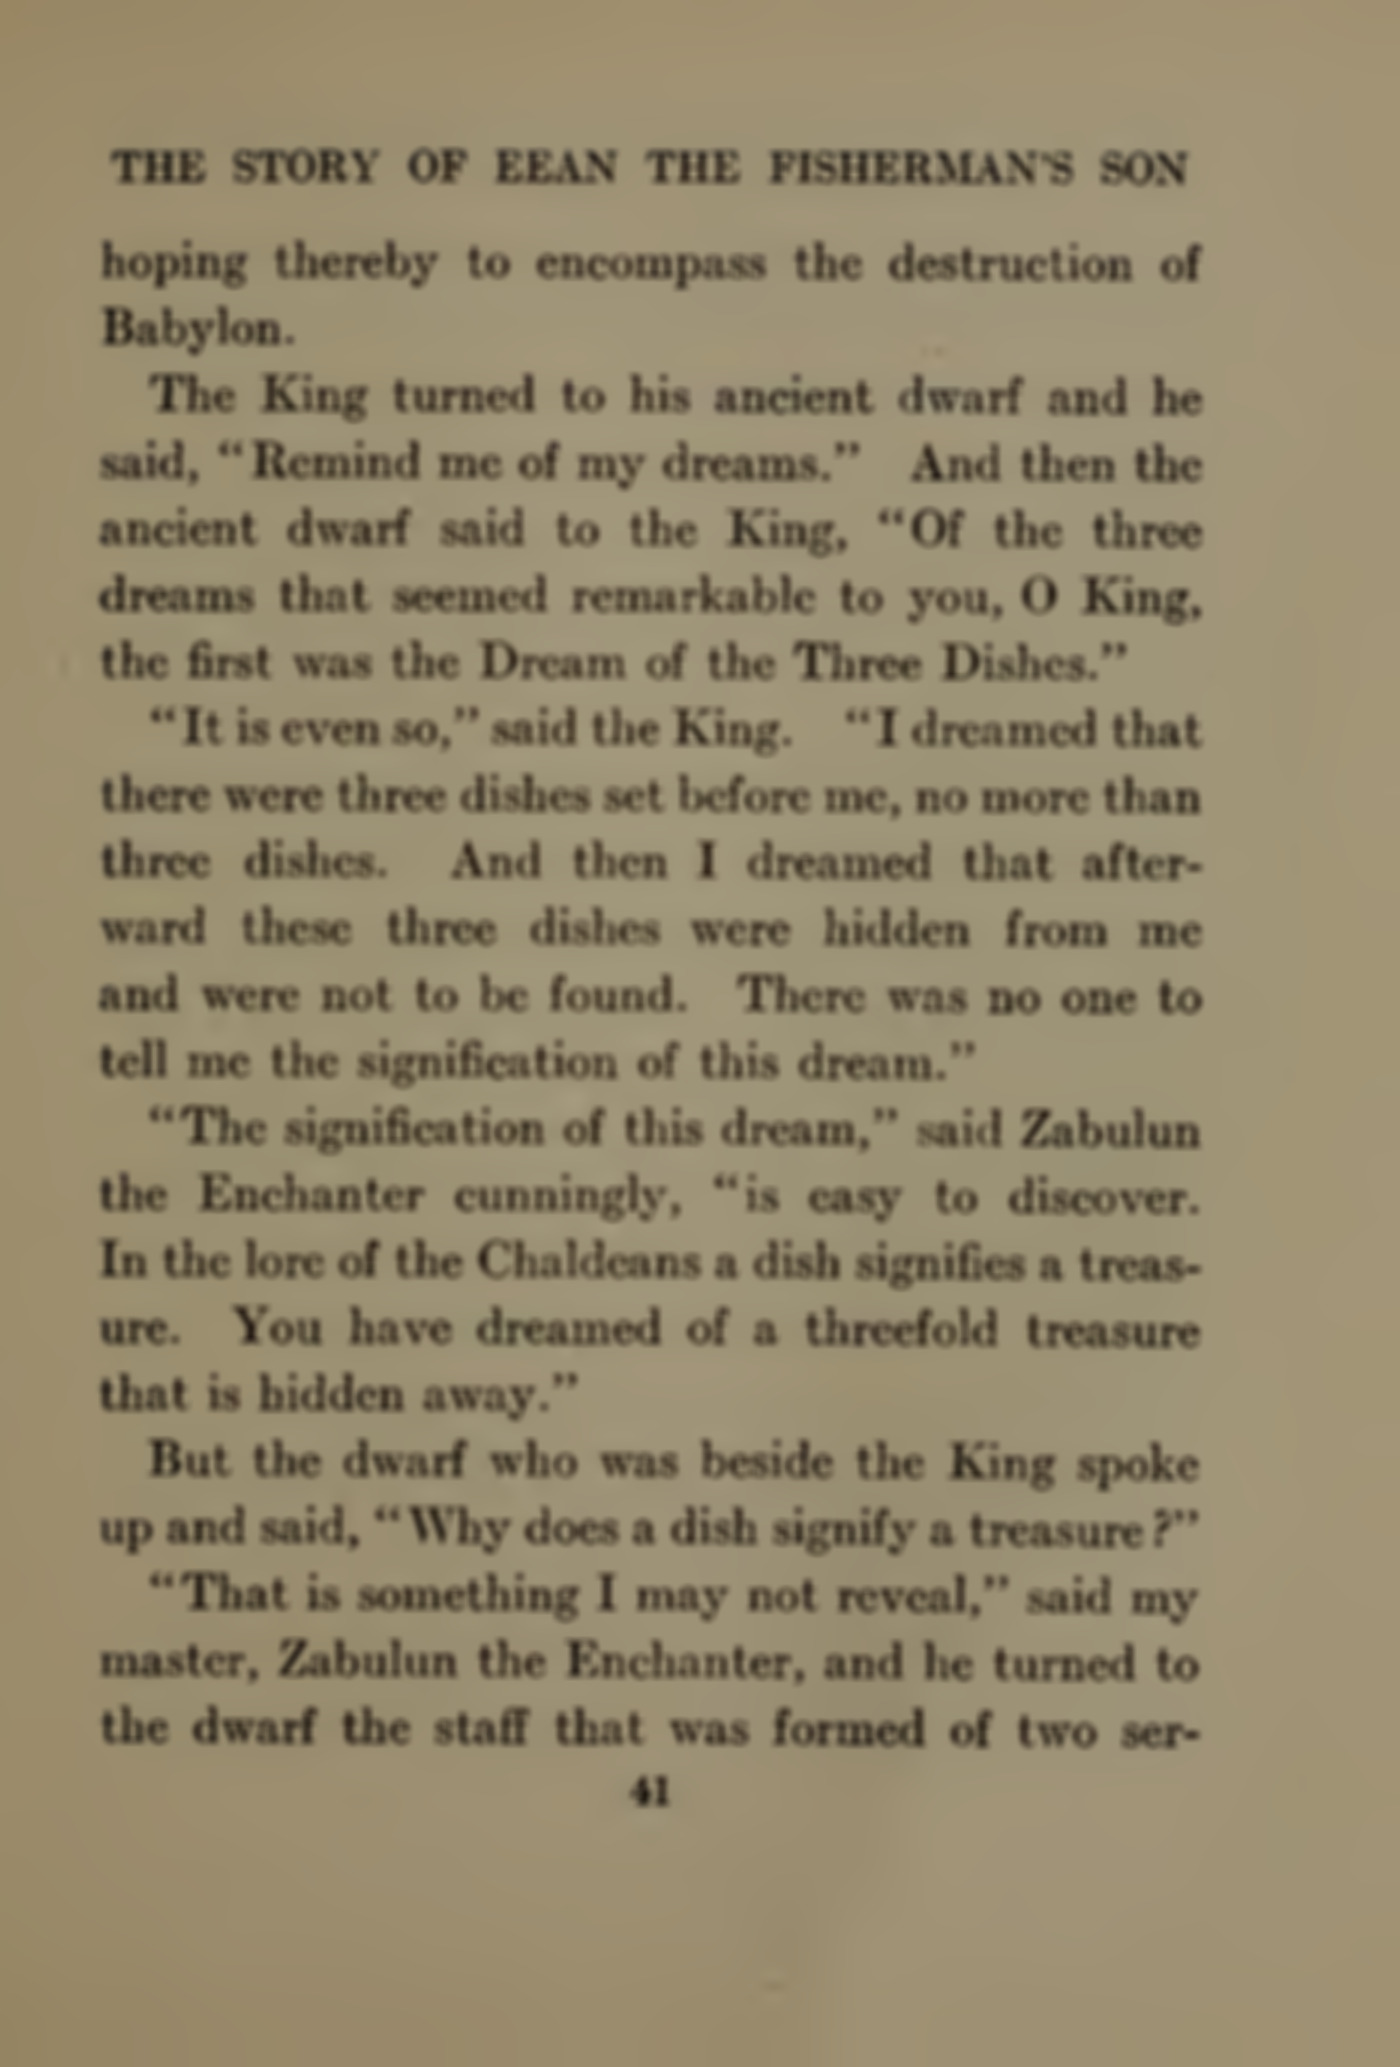 THE STORY OF EEAN THE FISHERMAN'S SON
hoping thereby to encompass the destruction of
Babylon.
The King turned to his ancient dwarf and he
said, "Remind me of my dreams." And then the
ancient dwarf said to the King, "Of the three
dreams that seemed remarkable to you, O King,
the first was the Dream of the Three Dishes."
"It is even so," said the King. "I dreamed that
there were three dishes set before me, no more than
three dishes. And then I dreamed that after-
ward these three dishes were hidden from me
and were not to be found. There was no one to
tell me the signification of this dream."
"The signification of this dream," said Zabulun
the Enchanter cunningly, "is easy to discover.
In the lore of the Chaldeans a dish signifies a treas-
ure. You have dreamed of a threefold treasure
that is hidden away."
But the dwarf who was beside the King spoke
up and said, "Why does a dish signify a treasure?"
"That is something I may not reveal," said my
master, Zabulun the Enchanter, and he turned to
the dwarf the staff that was formed of two ser-
41